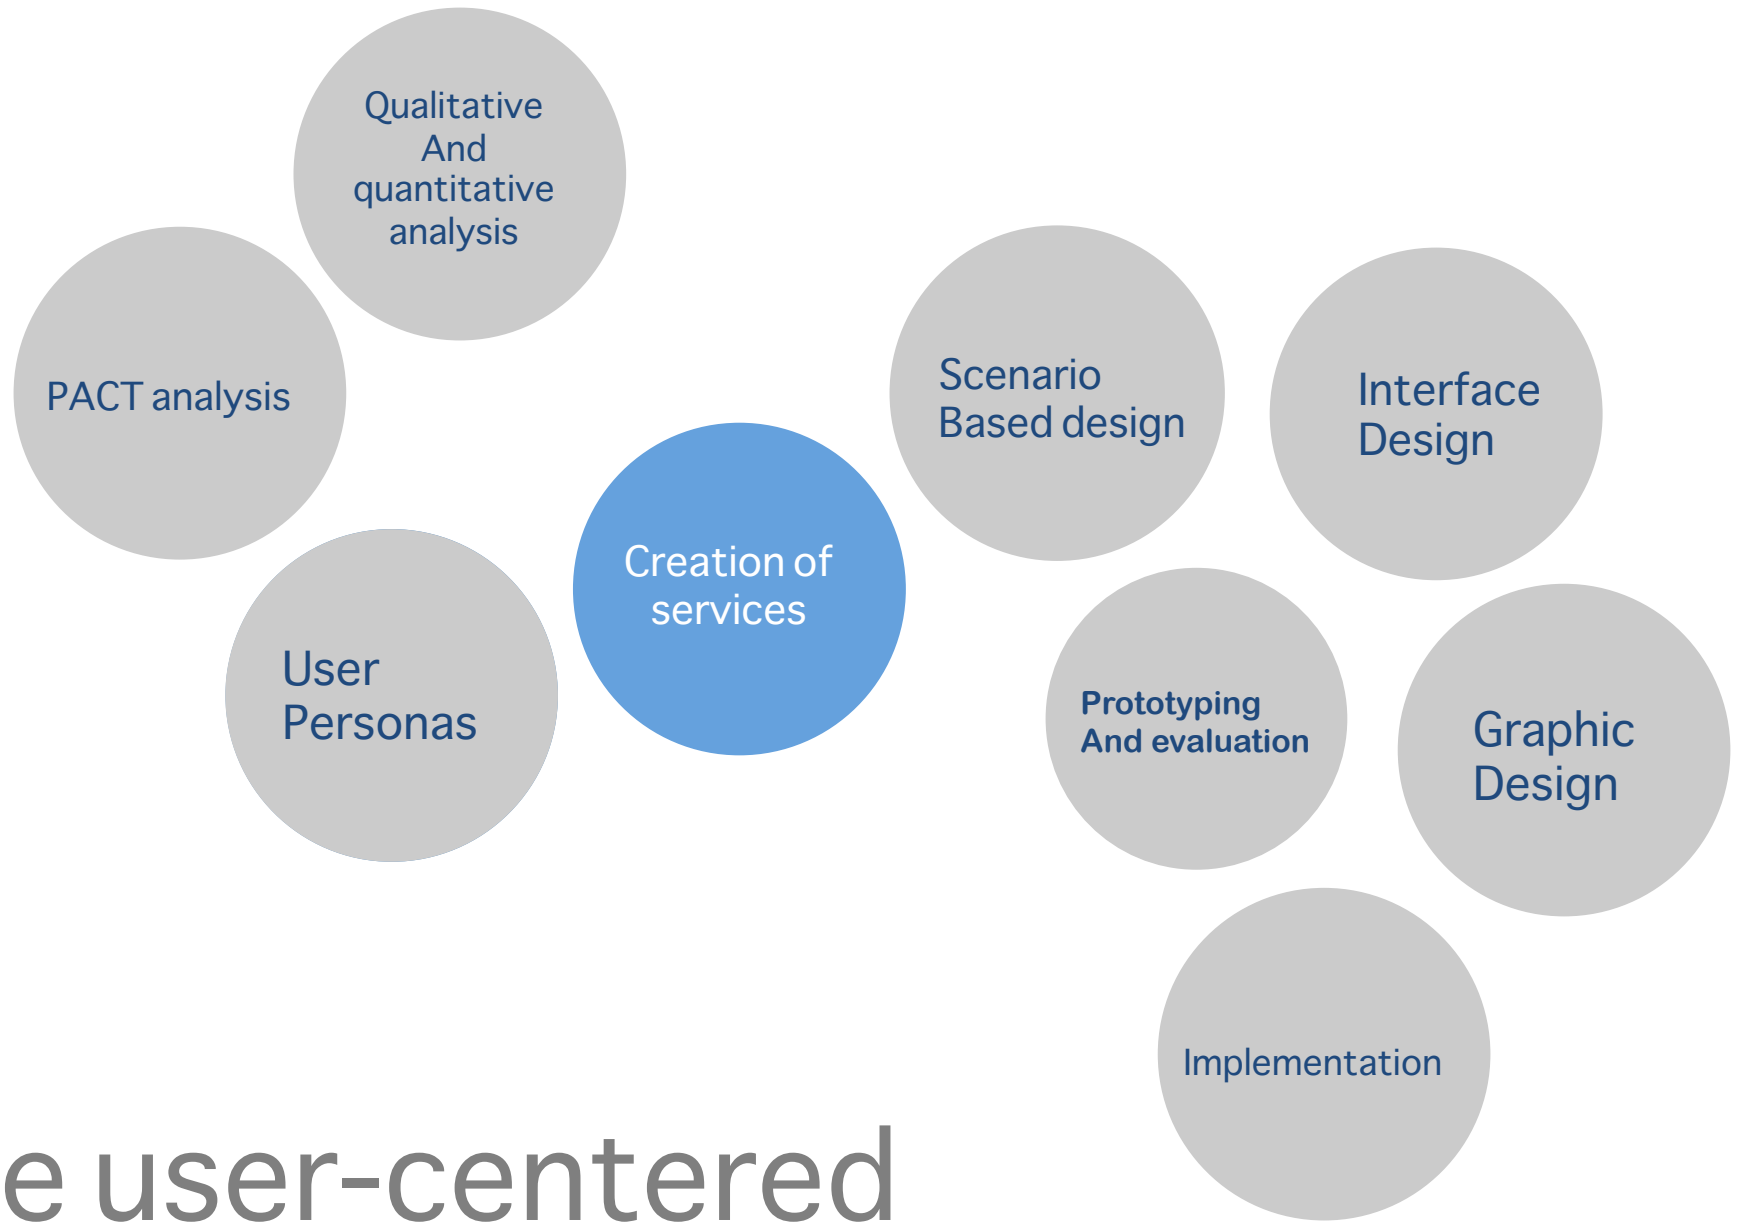 Qualitative
And
quantitative
analysis
PACT analysis
User
Personas
Creation of
services
Scenario
Based design
Interface
Design
Prototyping
And evaluation
Graphic
Design
Implementation
e user-centered